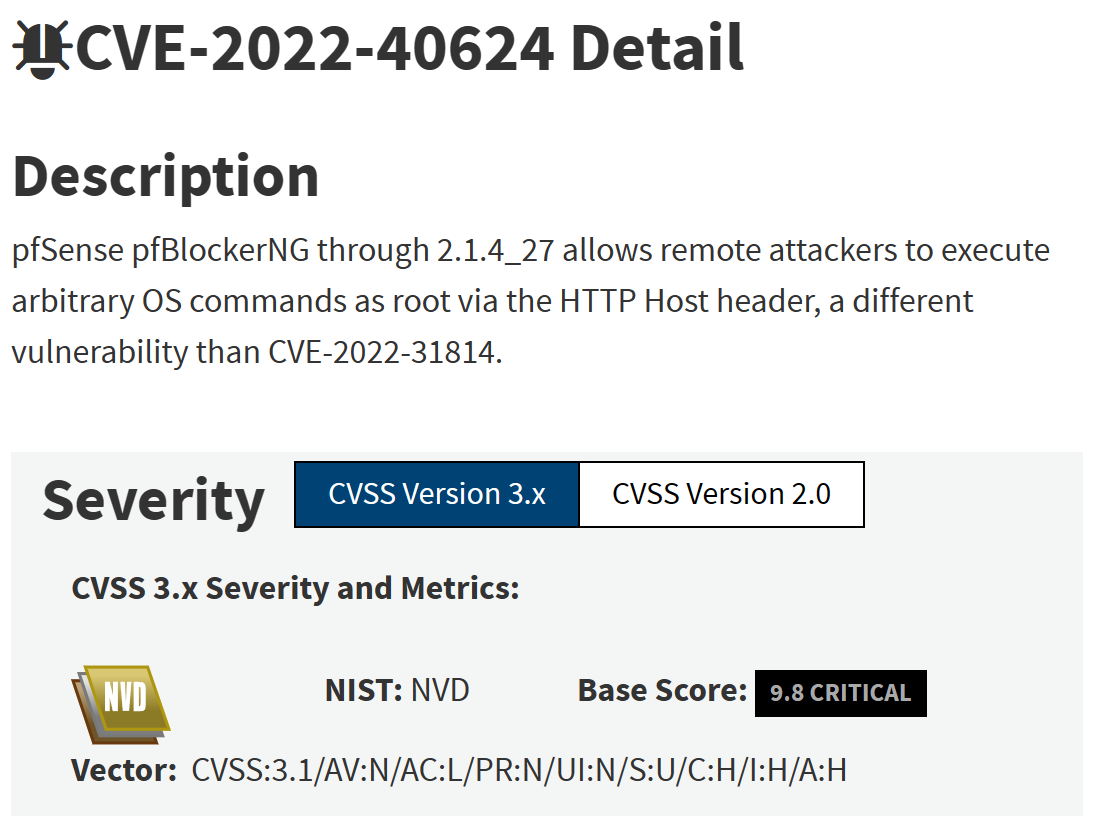 CVE-2022-40624 Detail
Description
pfSense pfBlockerNG through 2.1.4_27 allows remote attackers to execute
arbitrary OS commands as root via the HTTP Host header, a different
vulnerability than CVE-2022-31814.
Severity CVSS Version 3.x CVSS Version 2.0
CVSS 3.x Severity and Metrics:
NVD NIST: NVD Base Score: 9.8 CRITICAL
Vector: CVSS:3.1/AV:N/AC:L/PR:N/UI:N/S:U/C:H/I:H/A:H